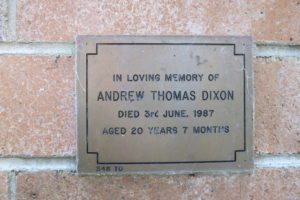 IN LOVING MEMORY OF
ANDREW THOMAS DIXON
DIED 3rd JUNE, 1987
AGED 20 YEARS 7 MONTHS